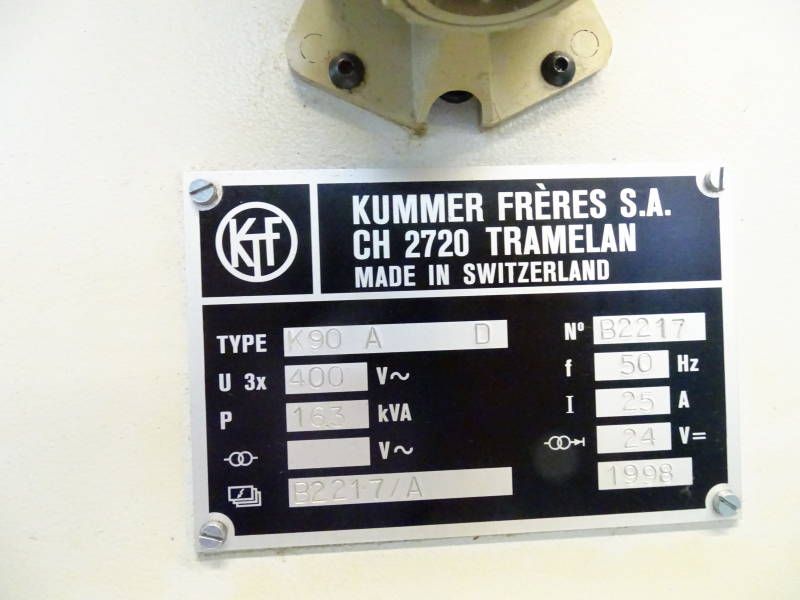 KTF
KUMMER FRÈRES S.A.
CH 2720 TRAMELAN
MADE IN SWITZERLAND
TYPE K90 A D Nº B2217
U 3x 400 V~ f 50 Hz
P 16.3 kVA I 25 A
V~ 24 V=
B2217/A 1998